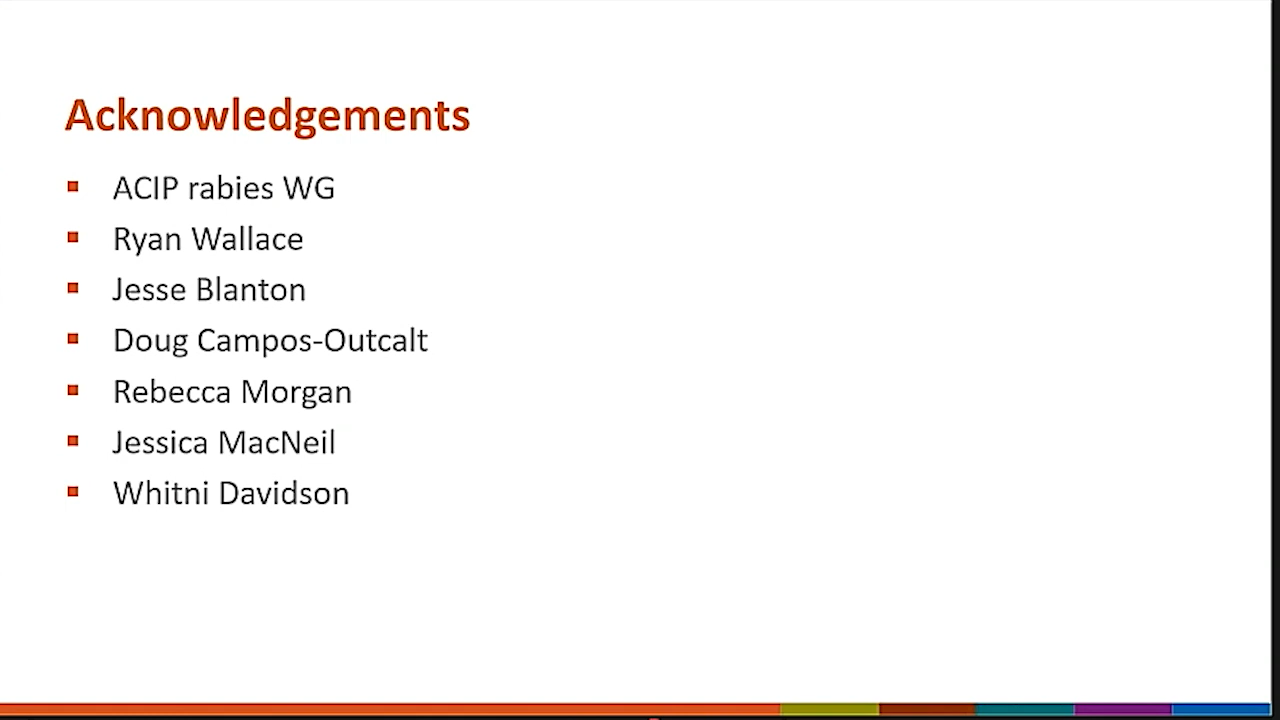 Acknowledgements
ACIP rabies WG
Ryan Wallace
Jesse Blanton
Doug Campos-Outcalt
Rebecca Morgan
Jessica MacNeil
Whitni Davidson